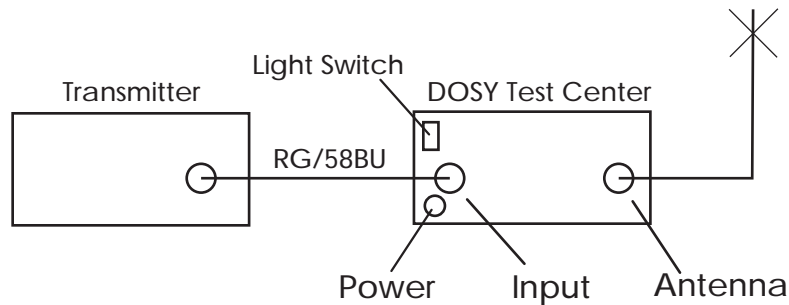 Light Switch
Transmitter
DOSY Test Center
RG/58BU
Power
Input
Antenna